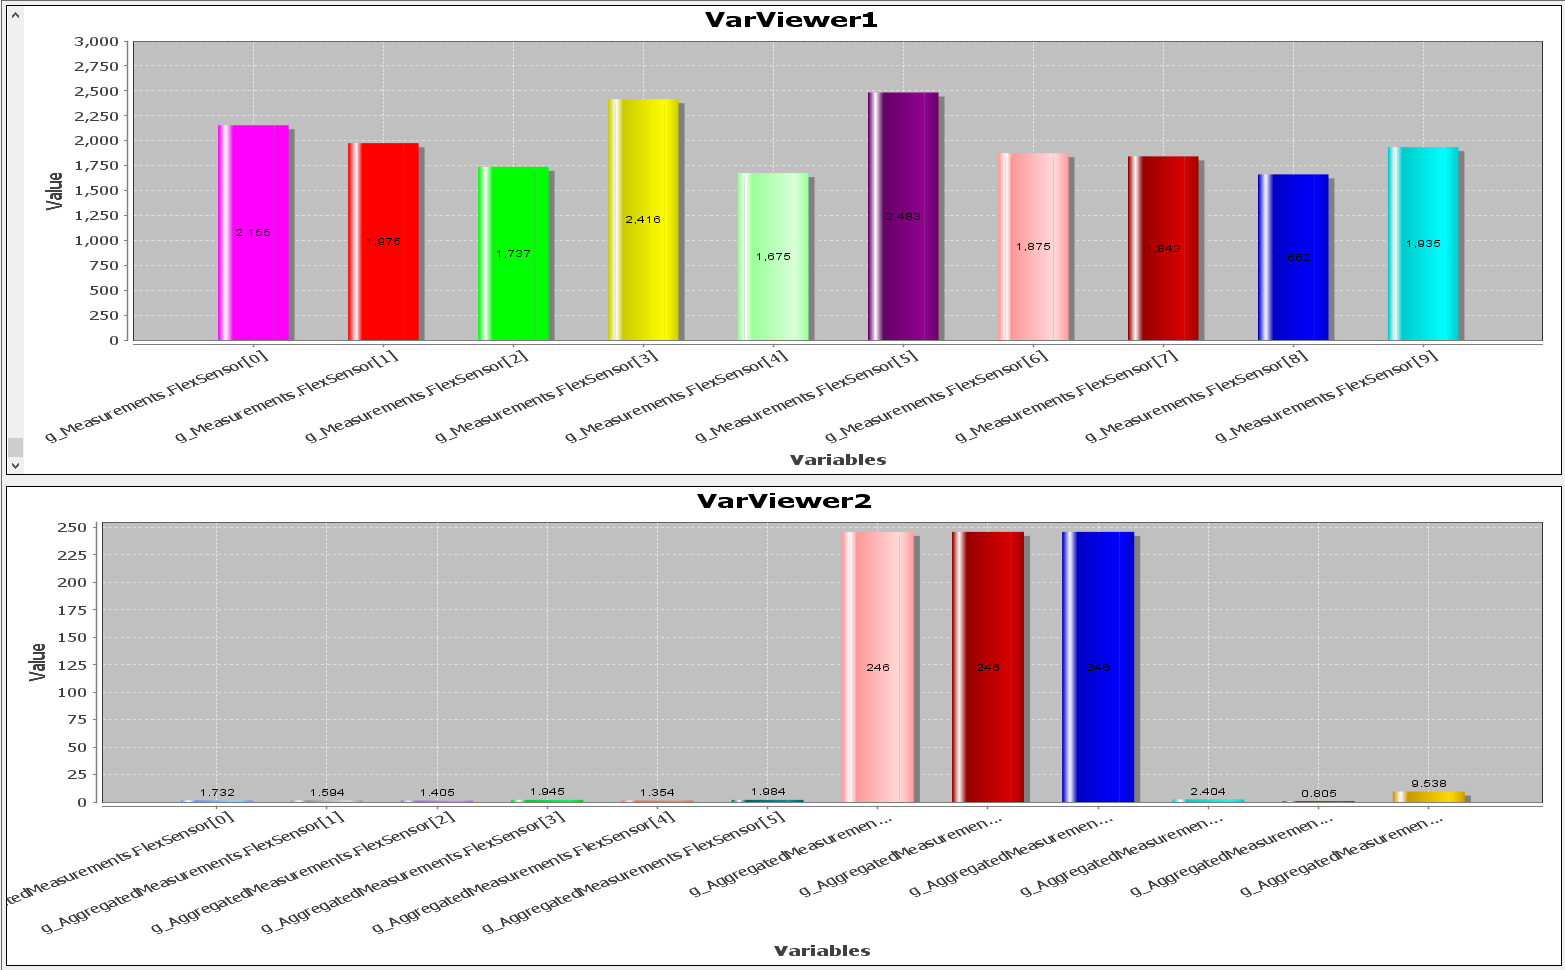 VarViewer1
3,000
2,750
2,500
2,250
2,000
1,750
1,500
1,250
1,000
750
500
250
0
Value
2,156
1,975
1,737
2,416
1,675
2,483
1,875
1,842
1,662
1,935
g_Measurements.FlexSensor[0]
g_Measurements.FlexSensor[1]
g_Measurements.FlexSensor[2]
g_Measurements.FlexSensor[3]
g_Measurements.FlexSensor[4]
g_Measurements.FlexSensor[5]
g_Measurements.FlexSensor[6]
g_Measurements.FlexSensor[7]
g_Measurements.FlexSensor[8]
g_Measurements.FlexSensor[9]
Variables
VarViewer2
250
225
200
175
150
125
100
75
50
25
0
Value
1.732
1.594
1.405
1.945
1.354
1.984
246
246
9.538
2.404
0.805
tedMeasurements.FlexSensor[0]
g_AggregatedMeasurements.FlexSensor[1]
g_AggregatedMeasurements.FlexSensor[2]
g_AggregatedMeasurements.FlexSensor[3]
g_AggregatedMeasurements.FlexSensor[4]
g_AggregatedMeasurements.FlexSensor[5]
g_AggregatedMeasuremen...
g_AggregatedMeasuremen...
g_AggregatedMeasuremen...
g_AggregatedMeasuremen...
g_AggregatedMeasuremen...
g_AggregatedMeasuremen...
Variables